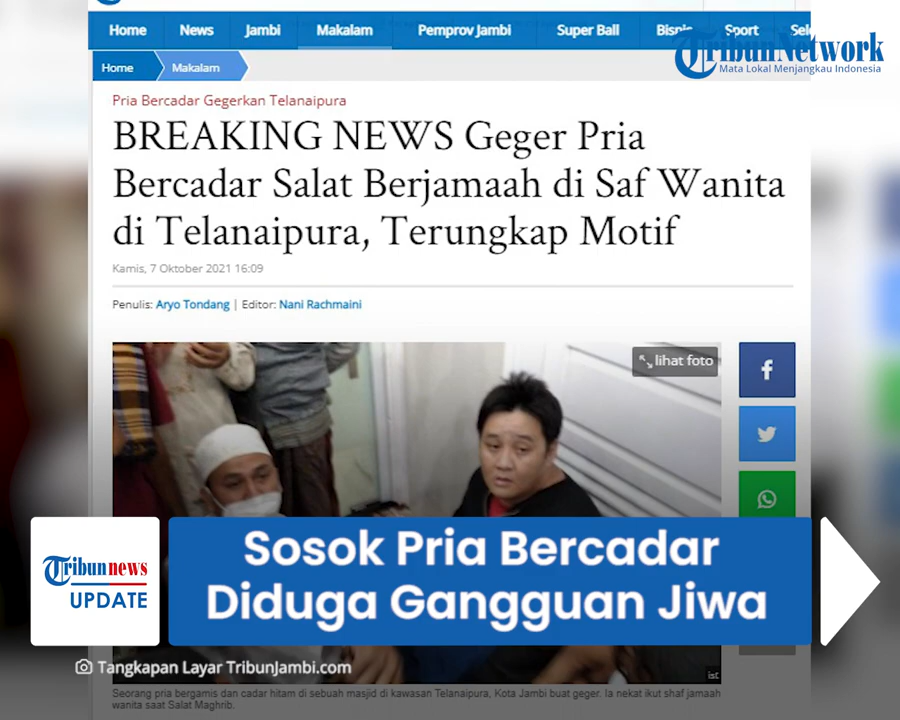 Home News Jambi Makalam Pemprov Jambi Super Ball Bisnis Sport
TribunNetwork
Mata Lokal Menjangkau Indonesia
Home Makalam
Pria Bercadar Gegerkan Telanaipura
BREAKING NEWS Geger Pria
Bercadar Salat Berjamaah di Saf Wanita
di Telanaipura, Terungkap Motif
Kamis, 7 Oktober 2021 16:09
Penulis: Aryo Tondang | Editor: Nani Rachmaini
lihat foto
Sosok Pria Bercadar
Diduga Gangguan Jiwa
Tribunnews
UPDATE
Tangkapan Layar TribunJambi.com
ist
Seorang pria bergamis dan cadar hitam di sebuah masjid di kawasan Telanaipura, Kota Jambi buat geger. Ia nekat ikut shaf jamaah
wanita saat Salat Maghrib.